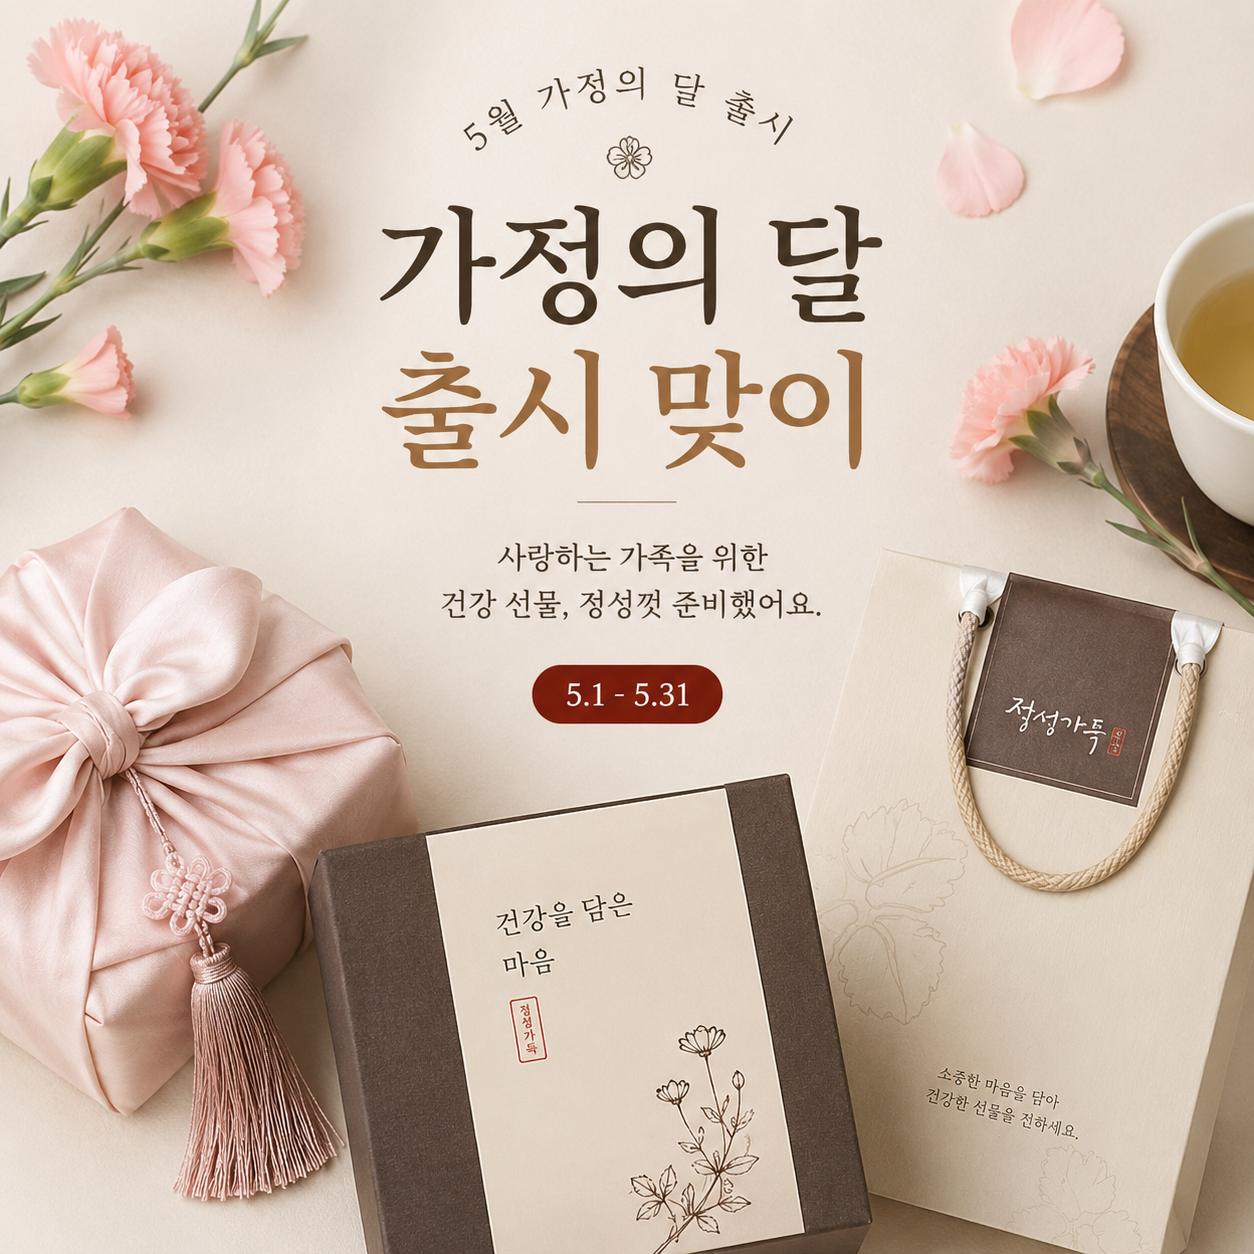 5월 가정의 달 출시
가정의 달
출시 맞이
사랑하는 가족을 위한
건강 선물, 정성껏 준비했어요.
5.1 - 5.31
정성가득
건강을 담은
마음
정성가득
소중한 마음을 담아
건강한 선물을 전하세요.